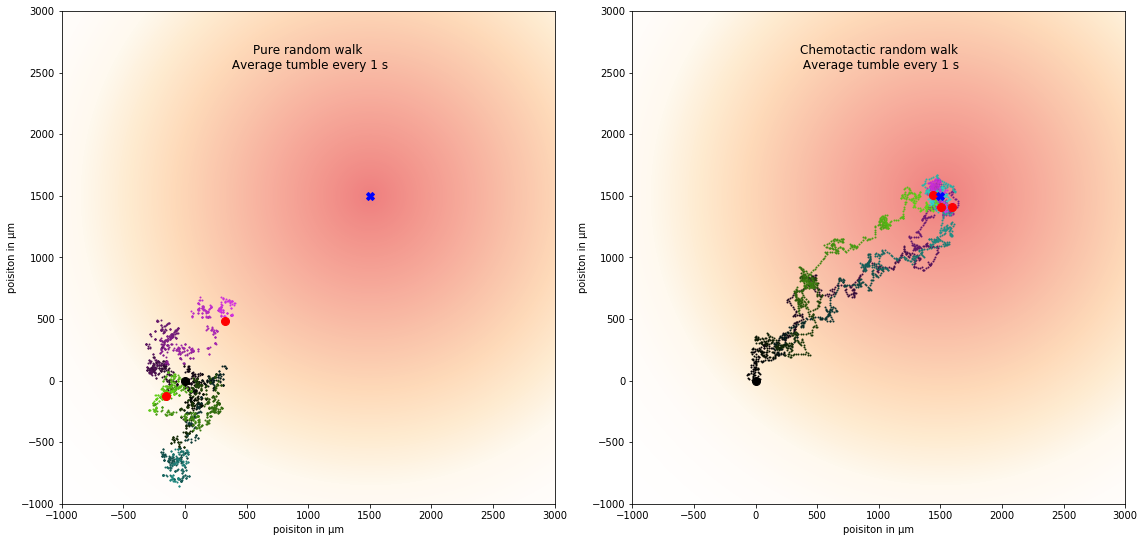 Pure random walk
Average tumble every 1 s
3000
2500
2000
1500
1000
500
0
−500
−1000
poisiton in μm
−1000 −500 0 500 1000 1500 2000 2500 3000
poisiton in μm
Chemotactic random walk
Average tumble every 1 s
3000
2500
2000
1500
1000
500
0
−500
−1000
poisiton in μm
−1000 −500 0 500 1000 1500 2000 2500 3000
poisiton in μm